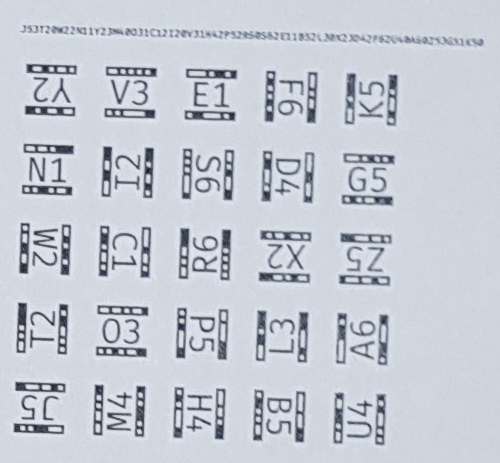 J53T20W22N11Y23M40O31C12I20V31H42P52R60S62E11B52L30X23D42F62U40A60Z53G51K50
Y2 V3 E1 F6 K5
N1 I2 S6 D4 G5
W2 C1 R6 X2 Z5
T2 O3 P5 L3 A6
J5 M4 H4 B5 U4